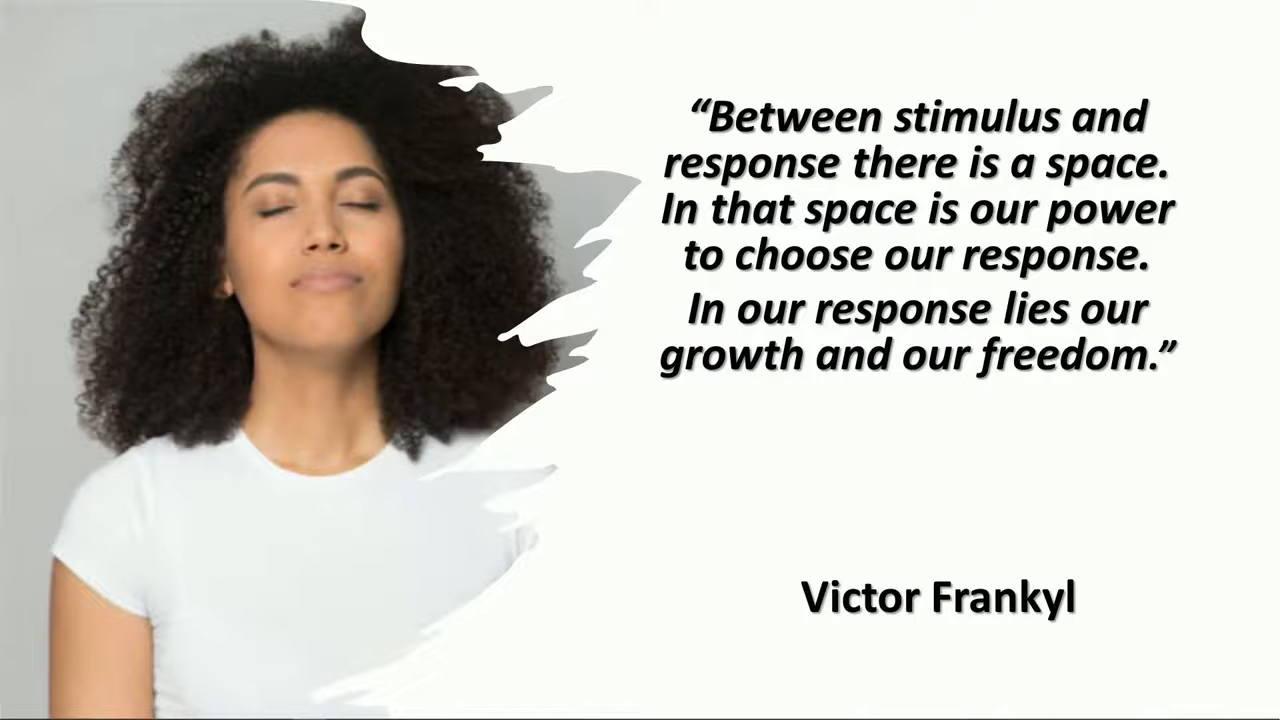 “Between stimulus and
response there is a space.
In that space is our power
to choose our response.
In our response lies our
growth and our freedom.”
Victor Frankyl